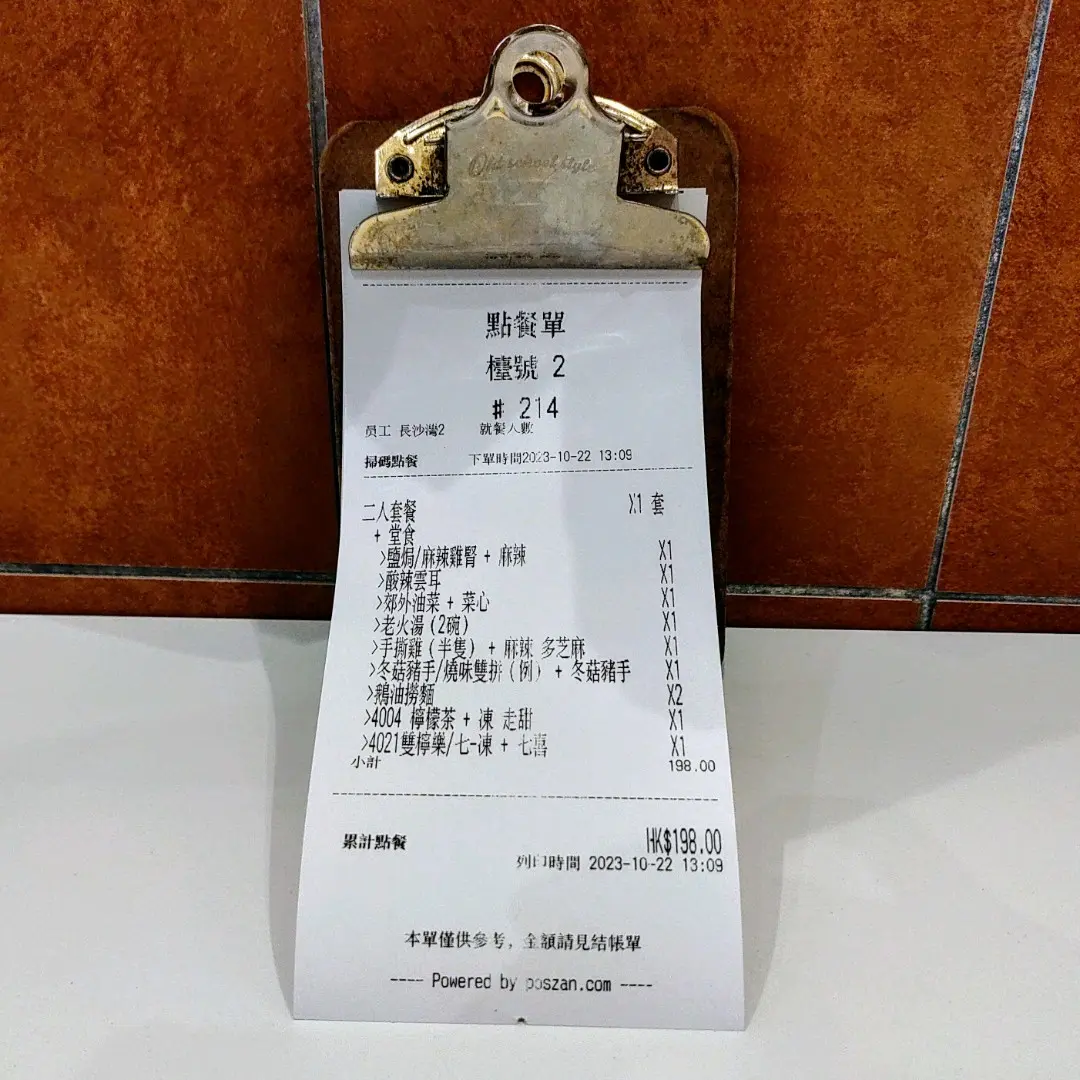 Old school style
點餐單
檯號 2
# 214
員工 長沙灣2 就餐人數
掃碼點餐 下單時間2023-10-22 13:09
二人套餐 X1 套
+ 堂食
>鹽焗/麻辣雞腎 + 麻辣 X1
>酸辣雲耳 X1
>郊外油菜 + 菜心 X1
>老火湯(2碗) X1
>手撕雞(半隻) + 麻辣 多芝麻 X1
>冬菇豬手/燒味雙拼(例) + 冬菇豬手 X1
>鵝油撈麵 X2
>4004 檸檬茶 + 凍 走甜 X1
>4021雙檸樂/七-凍 + 七喜 X1
小計 198.00
累計點餐 HK$198.00
列印時間 2023-10-22 13:09
本單僅供參考, 金額請見結帳單
---- Powered by poszan.com ----